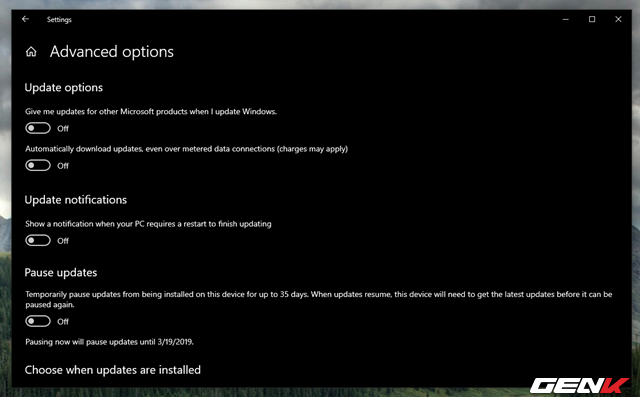 Settings
Advanced options
Update options
Give me updates for other Microsoft products when I update Windows.
Off
Automatically download updates, even over metered data connections (charges may apply)
Off
Update notifications
Show a notification when your PC requires a restart to finish updating
Off
Pause updates
Temporarily pause updates from being installed on this device for up to 35 days. When updates resume, this device will need to get the latest updates before it can be
paused again.
Off
Pausing now will pause updates until 3/19/2019.
Choose when updates are installed
GENK